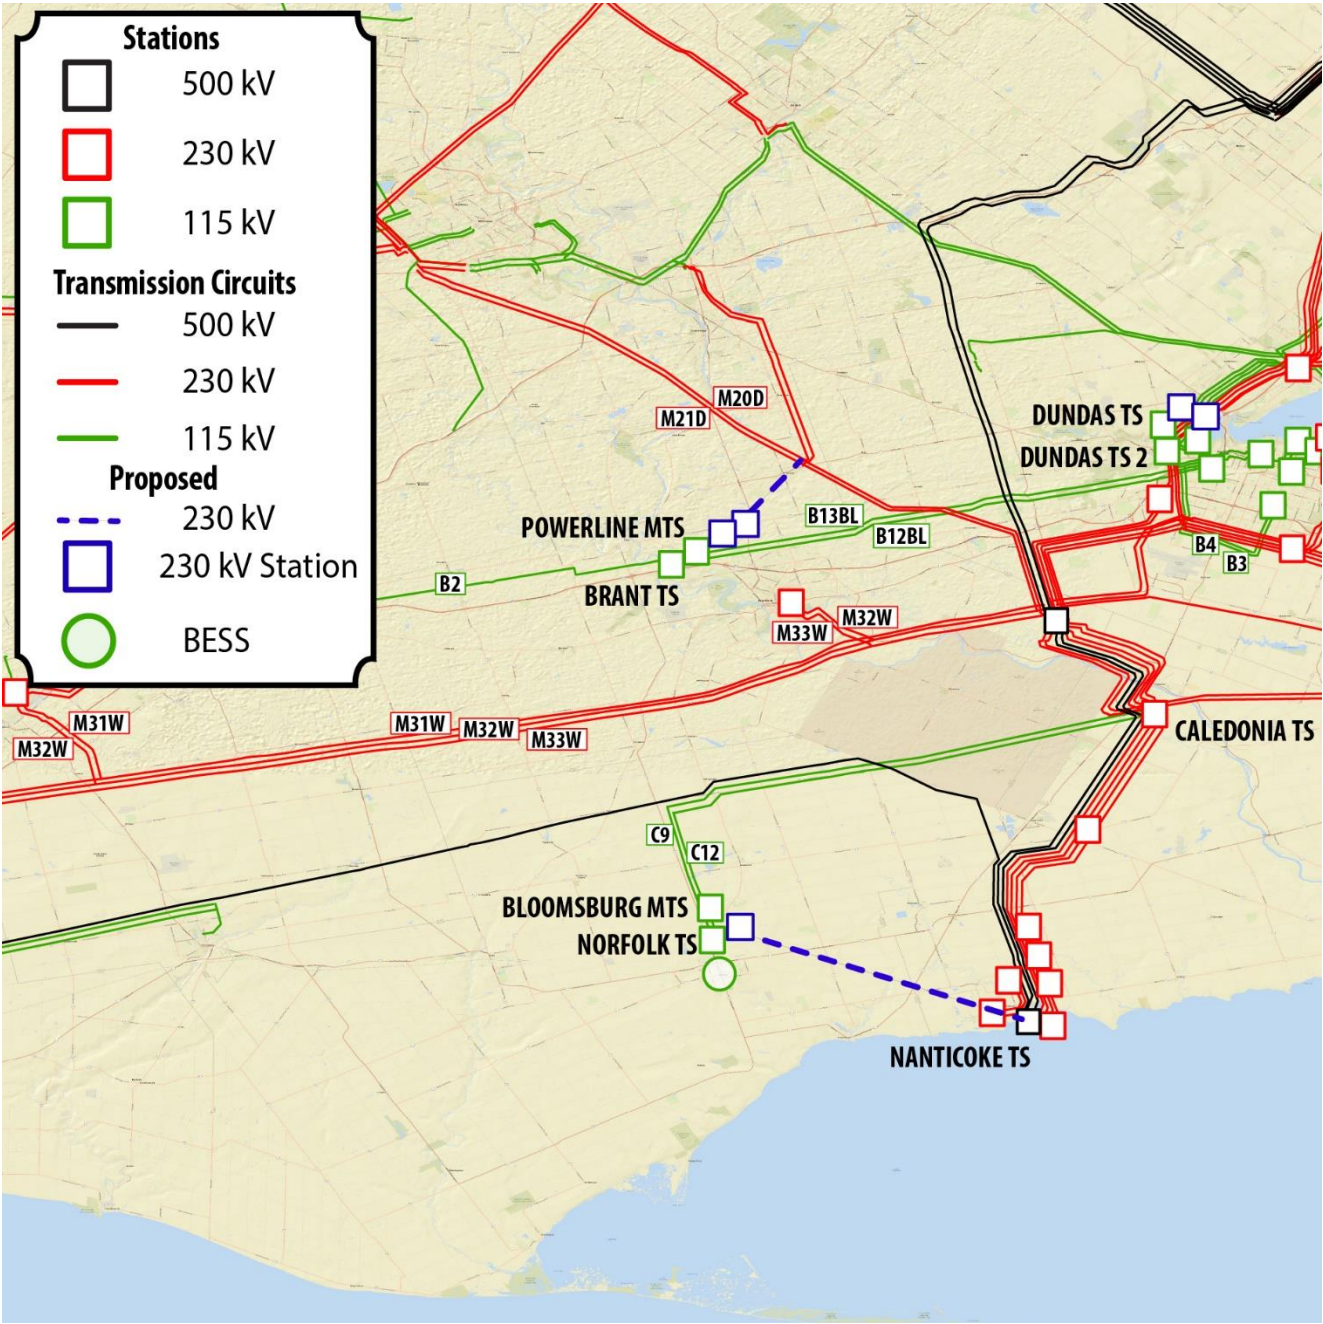 Stations
500 kV
230 kV
115 kV
Transmission Circuits
500 kV
230 kV
115 kV
Proposed
230 kV
230 kV Station
BESS
M20D
M21D
DUNDAS TS
DUNDAS TS 2
POWERLINE MTS
B13BL
B12BL
B4
B3
B2
BRANT TS
M32W
M33W
M31W
M32W
M31W
M32W
M33W
CALEDONIA TS
C9
C12
BLOOMSBURG MTS
NORFOLK TS
NANTICOKE TS